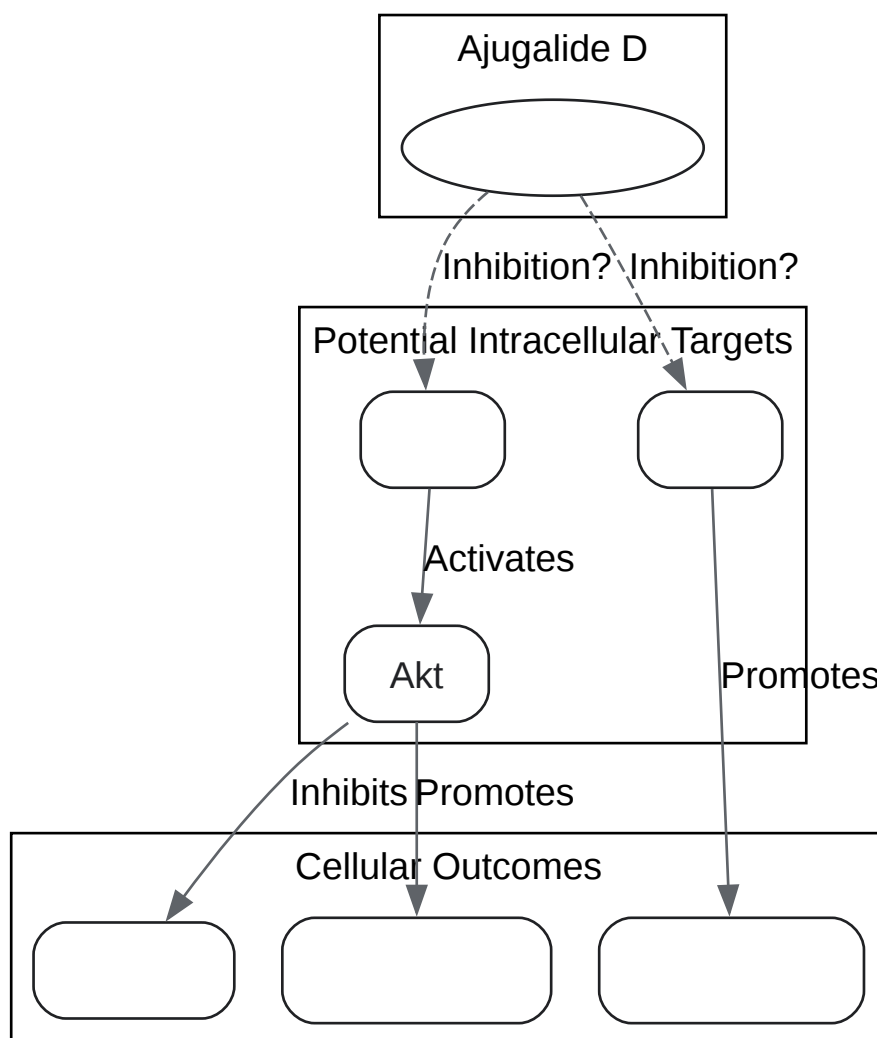 Ajugalide D
Inhibition? Inhibition?
Potential Intracellular Targets
Activates
Akt
Promotes
Inhibits Promotes
Cellular Outcomes